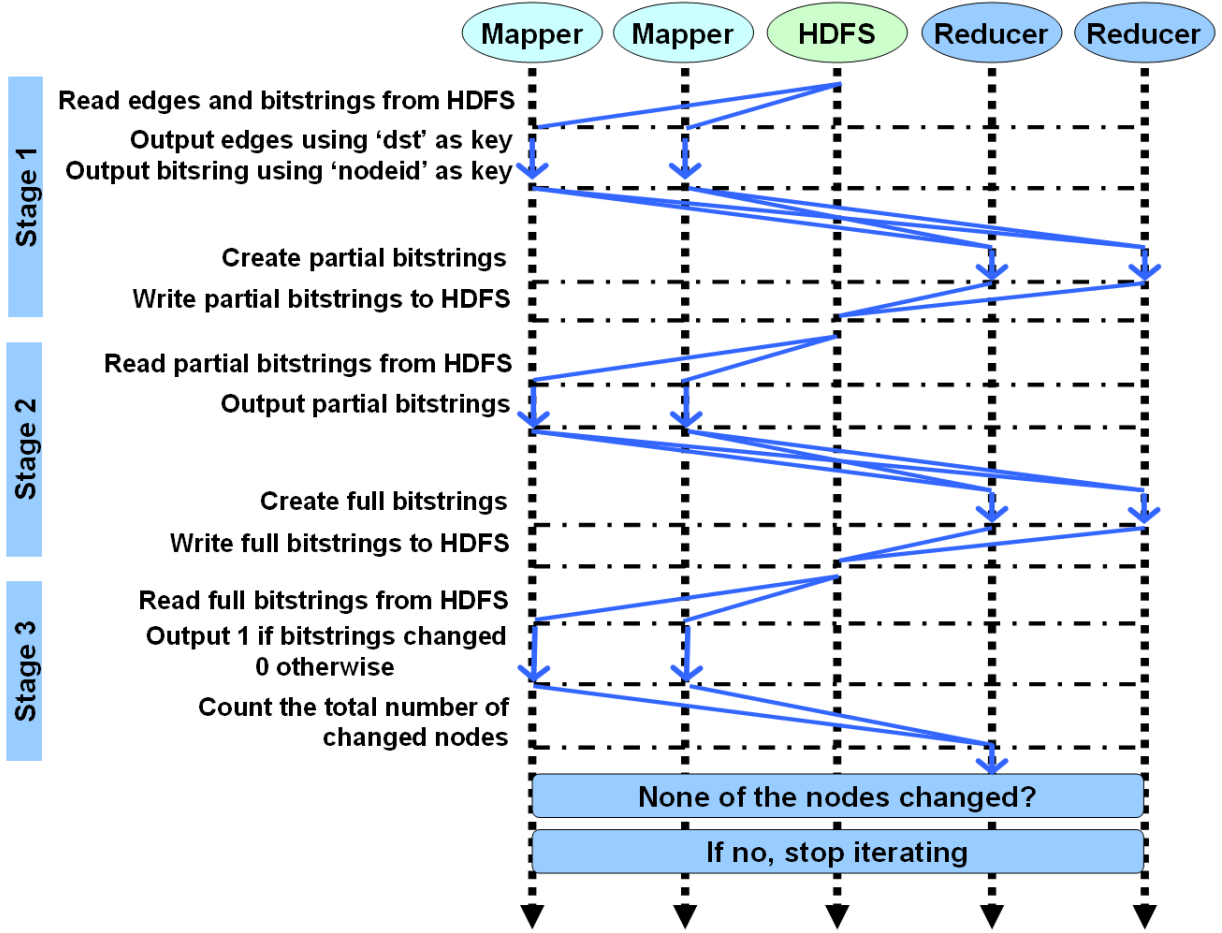 Mapper Mapper HDFS Reducer Reducer
Stage 1
Read edges and bitstrings from HDFS
Output edges using ‘dst’ as key
Output bitsring using ‘nodeid’ as key
Create partial bitstrings
Write partial bitstrings to HDFS
Stage 2
Read partial bitstrings from HDFS
Output partial bitstrings
Create full bitstrings
Write full bitstrings to HDFS
Stage 3
Read full bitstrings from HDFS
Output 1 if bitstrings changed
0 otherwise
Count the total number of
changed nodes
None of the nodes changed?
If no, stop iterating